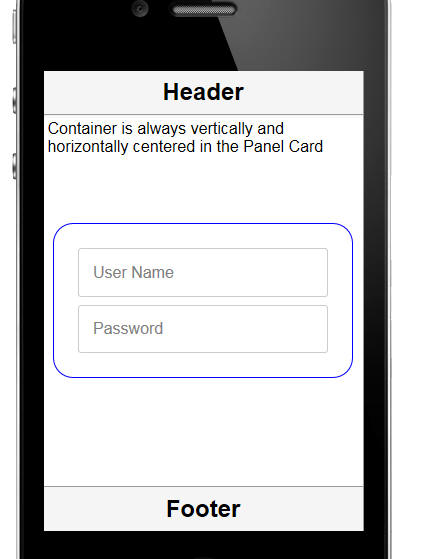 Header
Container is always vertically and
horizontally centered in the Panel Card
User Name
Password
Footer